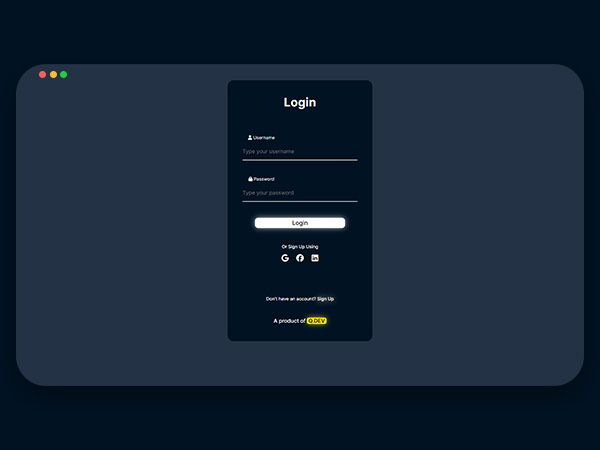 Login
Username
Type your username
Password
Type your password
Login
Or Sign Up Using
Don't have an account? Sign Up
A product of Q.DEV